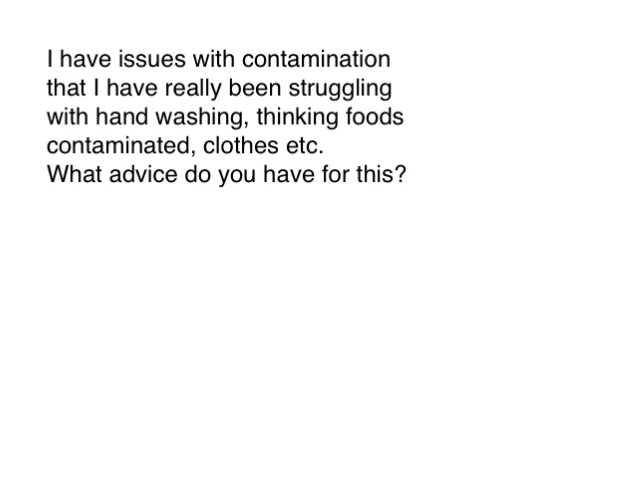 I have issues with contamination
that I have really been struggling
with hand washing, thinking foods
contaminated, clothes etc.
What advice do you have for this?